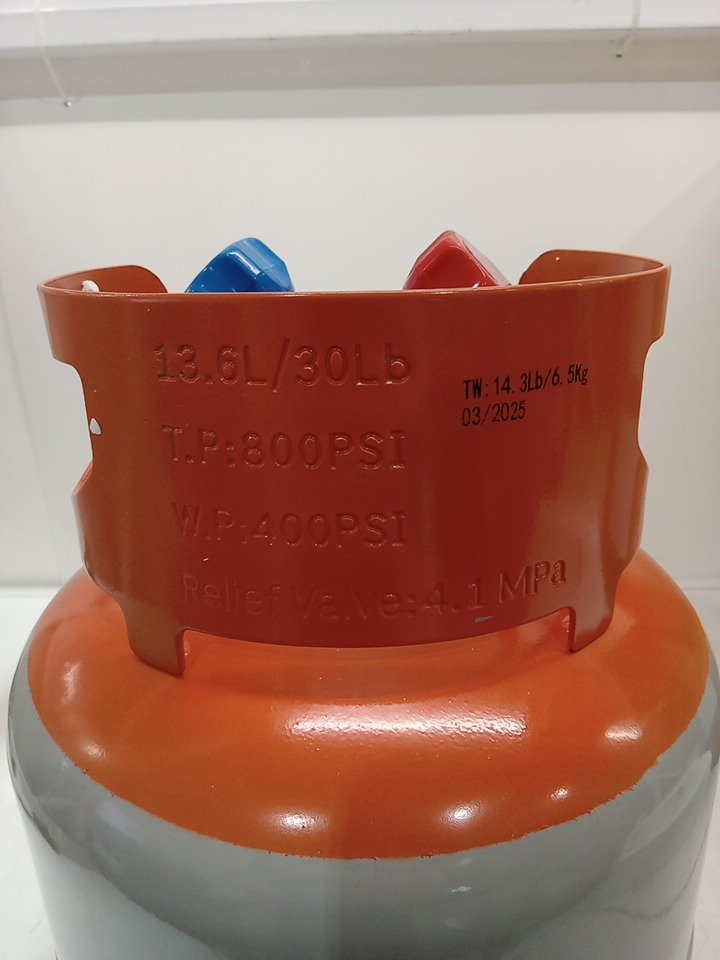 13.6L/30Lb
TW:14.3Lb/6.5Kg
03/2025
T.P:800PSI
W.P:400PSI
Relief Valve:4.1 MPa